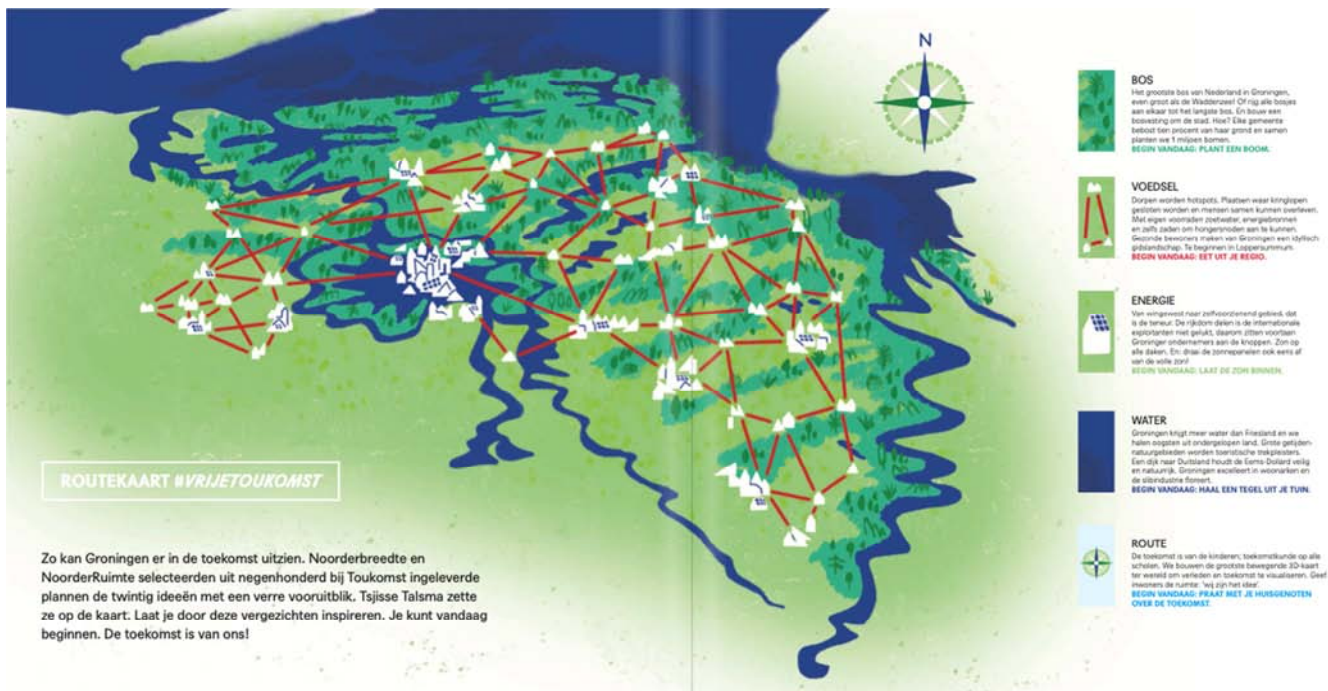 N
BOS
Het grootste bos van Nederland in Groningen,
even groot als de Waddenzee! Of rijg alle bosjes
aan elkaar tot het langste bos. En bouw een
bosvesting om de stad. Hoe? Elke gemeente
bebost tien procent van haar grond en samen
planten we 1 miljoen bomen.
BEGIN VANDAAG: PLANT EEN BOOM.
VOEDSEL
Dorpen worden hotspots. Plaatsen waar kringlopen
gesloten worden en mensen samen kunnen overleven.
Met eigen voorraden zoetwater, energiebronnen
en zelfs zaden om hongersnoden aan te kunnen.
Gezonde bewoners maken van Groningen een idyllisch
gidslandschap. Te beginnen in Loppersummum.
BEGIN VANDAAG: EET UIT JE REGIO.
ENERGIE
Van wingewest naar zelfvoorzienend gebied, dat
is de teneur. De rijkdom delen is de internationale
exploitanten niet gelukt, daarom zitten voortaan
Groninger ondernemers aan de knoppen. Zon op
alle daken. En: draai de zonnepanelen ook eens af
van de volle zon!
BEGIN VANDAAG: LAAT DE ZON BINNEN.
WATER
Groningen krijgt meer water dan Friesland en we
halen oogsten uit ondergelopen land. Grote getijden-
natuurgebieden worden toeristische trekpleisters.
Een dijk naar Duitsland houdt de Eems-Dollard veilig
en natuurrijk. Groningen excelleert in woonarken en
de slibindustrie floreert.
BEGIN VANDAAG: HAAL EEN TEGEL UIT JE TUIN.
ROUTE
De toekomst is van de kinderen; toekomstkunde op alle
scholen. We bouwen de grootste bewegende 3D-kaart
ter wereld om verleden en toekomst te visualiseren. Geef
inwoners de ruimte: 'wij zijn het idee'.
BEGIN VANDAAG: PRAAT MET JE HUISGENOTEN
OVER DE TOEKOMST.
ROUTEKAART #VRIJETOUKOMST
Zo kan Groningen er in de toekomst uitzien. Noorderbreedte en
NoorderRuimte selecteerden uit negenhonderd bij Toukomst ingeleverde
plannen de twintig ideeën met een verre vooruitblik. Tsjisse Talsma zette
ze op de kaart. Laat je door deze vergezichten inspireren. Je kunt vandaag
beginnen. De toekomst is van ons!